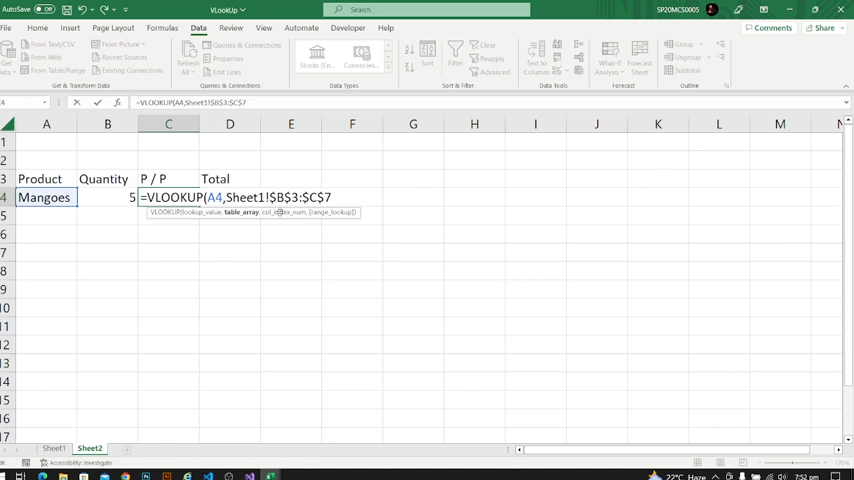 AutoSave Off VLookUp Search SP20MCS0005
File Home Insert Page Layout Formulas Data Review View Automate Developer Help Comments Share
From Text/CSV From Picture Queries & Connections Clear Group
From Web Recent Sources Properties Reapply Ungroup
From Table/Range Existing Connections Refresh All Edit Links Stocks (En... Currencies... Sort Filter Advanced Text to Columns What-If Analysis Forecast Sheet Subtotal
Get & Transform Data Queries & Connections Data Types Sort & Filter Data Tools Forecast Outline
C4 fx =VLOOKUP(A4,Sheet1!$B$3:$C$7
A B C D E F G H I J K L M N
1
2
3 Product Quantity P / P Total
4 Mangoes 5 =VLOOKUP(A4,Sheet1!$B$3:$C$7
5 VLOOKUP(lookup_value, table_array, col_index_num, [range_lookup])
6
7
8
9
10
11
12
13
14
15
16
17
Sheet1 Sheet2
Accessibility: Investigate
22°C Haze 7:52 pm